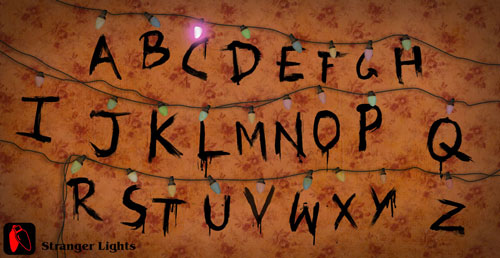 A B C D E F G H
I J K L M N O P Q
R S T U V W X Y Z
Stranger Lights